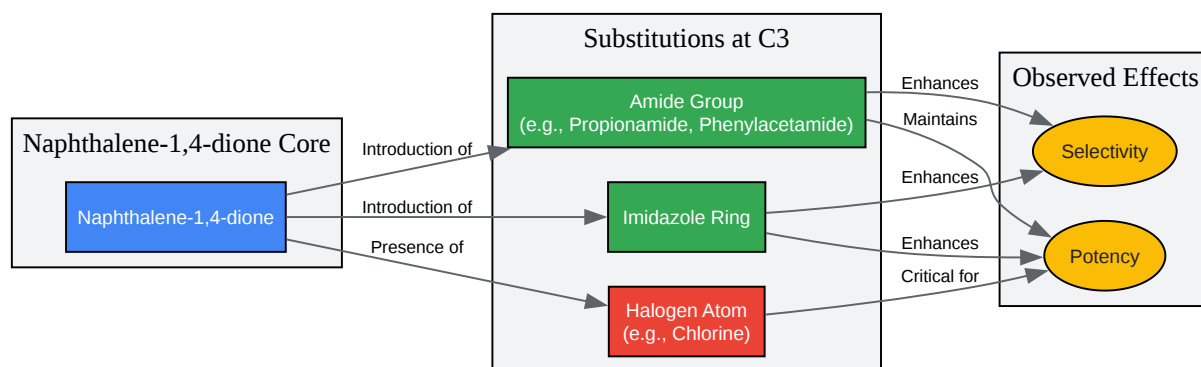 Substitutions at C3
Observed Effects
Naphthalene-1,4-dione Core
Amide Group
(e.g., Propionamide, Phenylacetamide)
Enhances
Maintains
Introduction of
Selectivity
Naphthalene-1,4-dione
Introduction of
Imidazole Ring
Enhances
Presence of
Enhances
Potency
Critical for
Halogen Atom
(e.g., Chlorine)